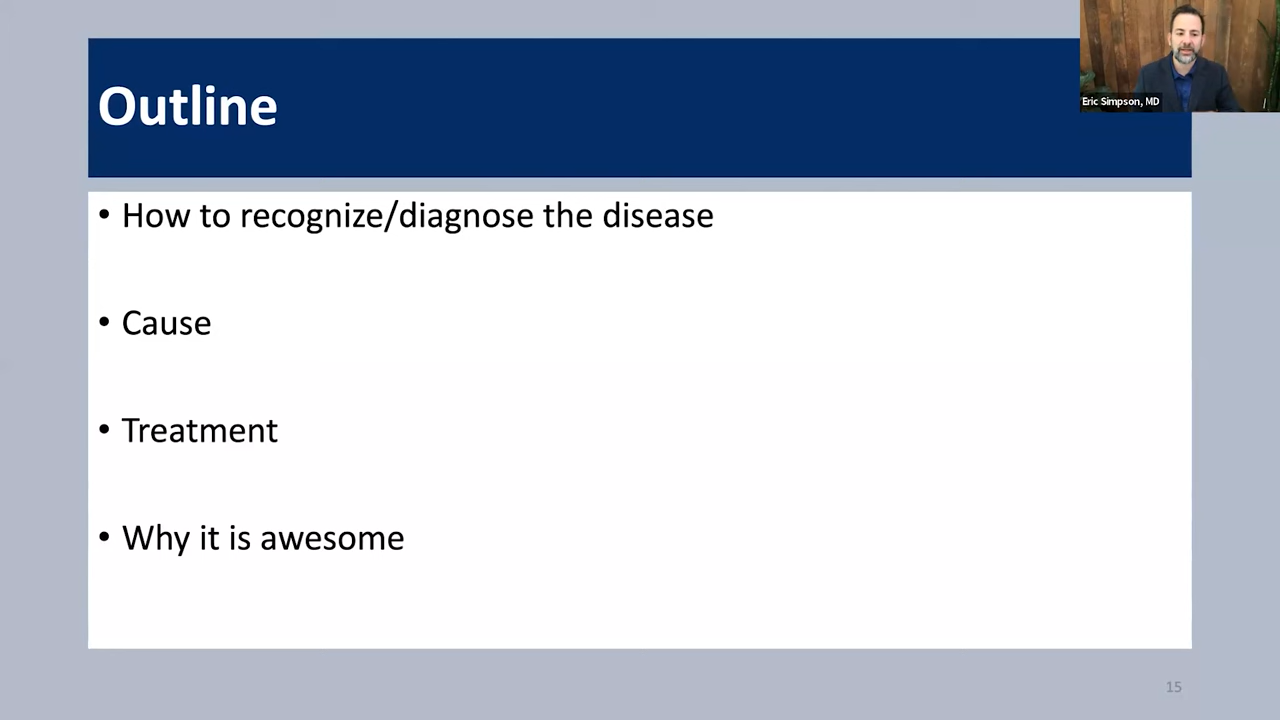 Outline
Eric Simpson, MD
• How to recognize/diagnose the disease
• Cause
• Treatment
• Why it is awesome
15